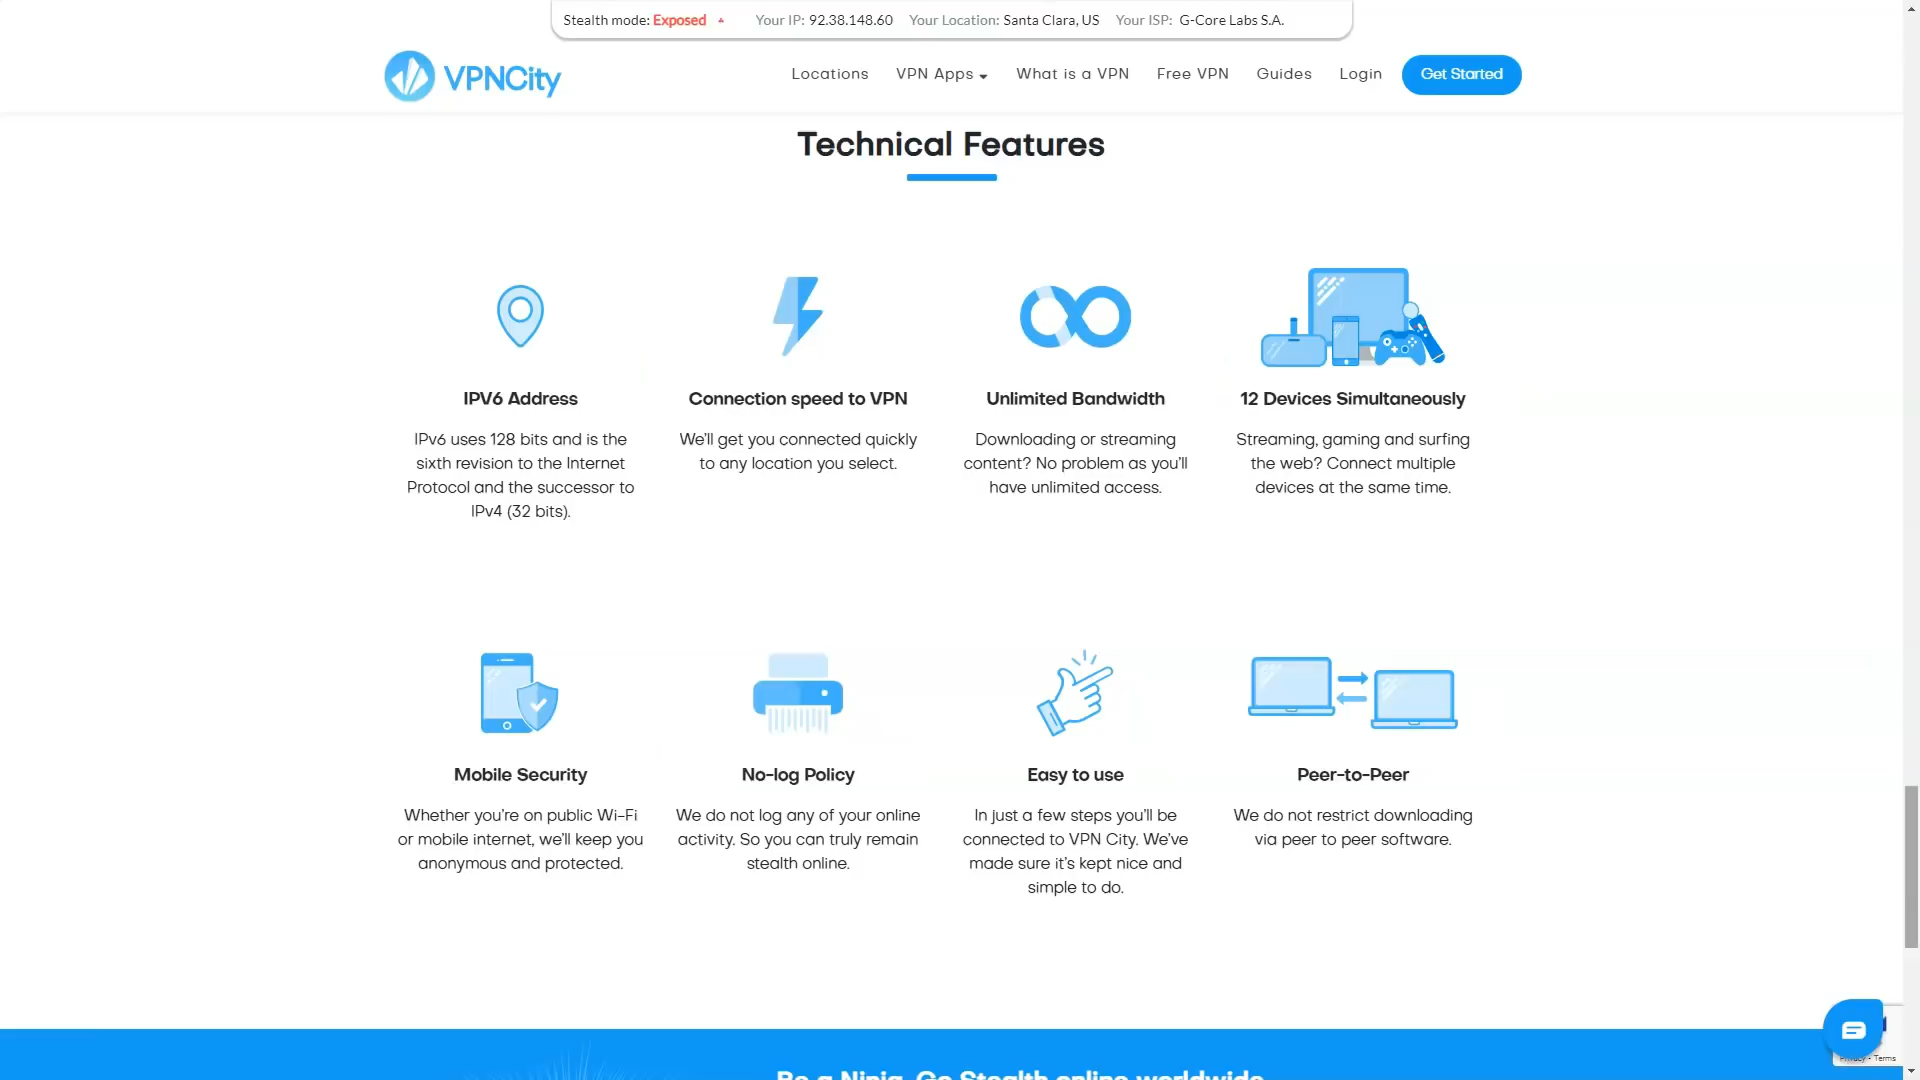 Stealth mode: Exposed Your IP: 92.38.148.60 Your Location: Santa Clara, US Your ISP: G-Core Labs S.A.
VPNCity
Locations VPN Apps What is a VPN Free VPN Guides Login Get Started
Technical Features
IPV6 Address
IPv6 uses 128 bits and is the
sixth revision to the Internet
Protocol and the successor to
IPv4 (32 bits).
Connection speed to VPN
We'll get you connected quickly
to any location you select.
Unlimited Bandwidth
Downloading or streaming
content? No problem as you'll
have unlimited access.
12 Devices Simultaneously
Streaming, gaming and surfing
the web? Connect multiple
devices at the same time.
Mobile Security
Whether you're on public Wi-Fi
or mobile internet, we'll keep you
anonymous and protected.
No-log Policy
We do not log any of your online
activity. So you can truly remain
stealth online.
Easy to use
In just a few steps you'll be
connected to VPN City. We've
made sure it's kept nice and
simple to do.
Peer-to-Peer
We do not restrict downloading
via peer to peer software.
Be a Ninja. Go Stealth online worldwide
Privacy - Terms